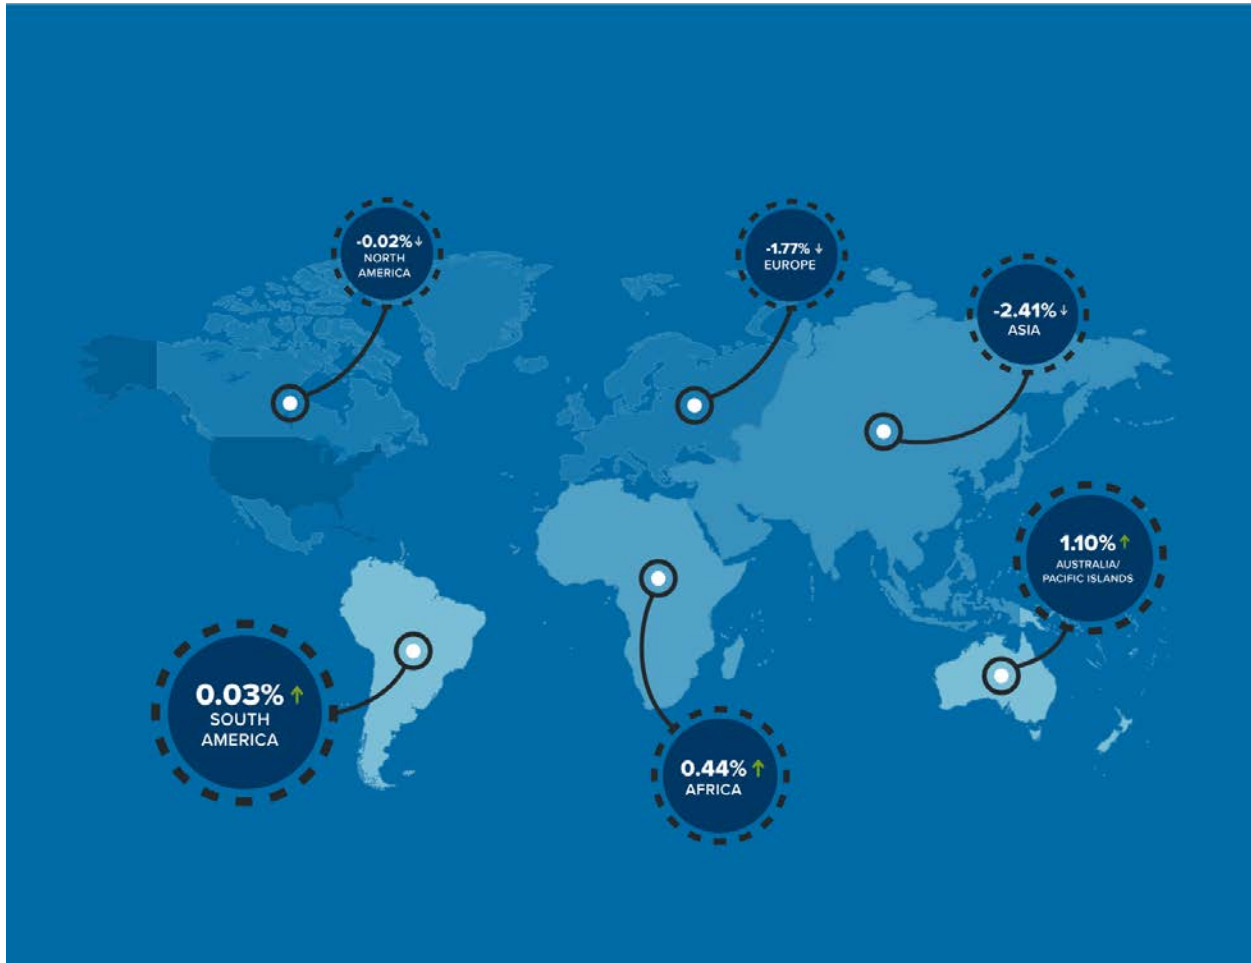 -0.02% ↓
NORTH
AMERICA
-1.77% ↓
EUROPE
-2.41% ↓
ASIA
1.10% ↑
AUSTRALIA/
PACIFIC ISLANDS
0.03% ↑
SOUTH
AMERICA
0.44% ↑
AFRICA